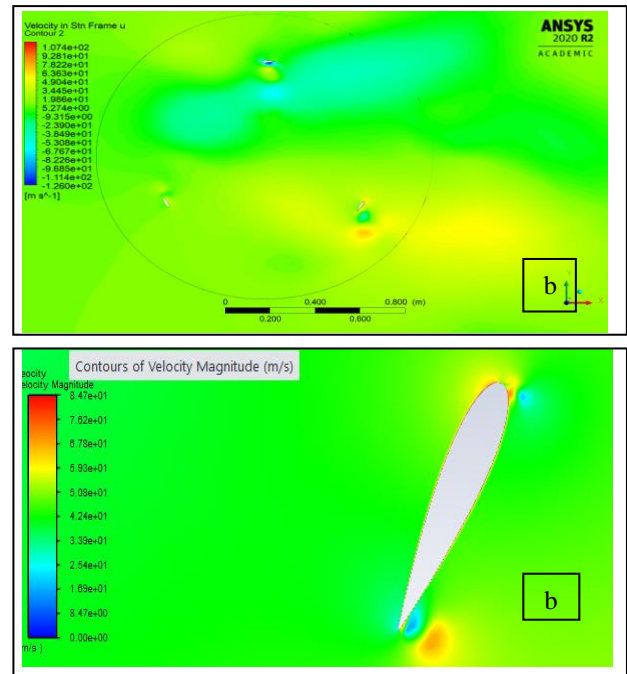 Velocity in Stn Frame u
Contour 2
1.074e+02
9.281e+01
7.822e+01
6.363e+01
4.904e+01
3.445e+01
1.986e+01
5.274e+00
-9.315e+00
-2.390e+01
-3.849e+01
-5.308e+01
-6.767e+01
-8.226e+01
-9.685e+01
-1.114e+02
-1.260e+02
[m s^-1]
ANSYS
2020 R2
ACADEMIC
0 0.400 0.800 (m)
0.200 0.600
b
Y
X
Contours of Velocity Magnitude (m/s)
eocity
elocity Magnitude
8.47e+01
7.62e+01
6.78e+01
5.93e+01
5.08e+01
4.24e+01
3.39e+01
2.54e+01
1.69e+01
8.47e+00
0.00e+00
m/s )
b